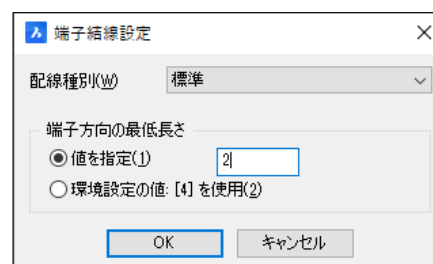 端子結線設定
配線種別(W) 標準
端子方向の最低長さ
値を指定(1) 2
環境設定の値: [4] を使用(2)
OK キャンセル